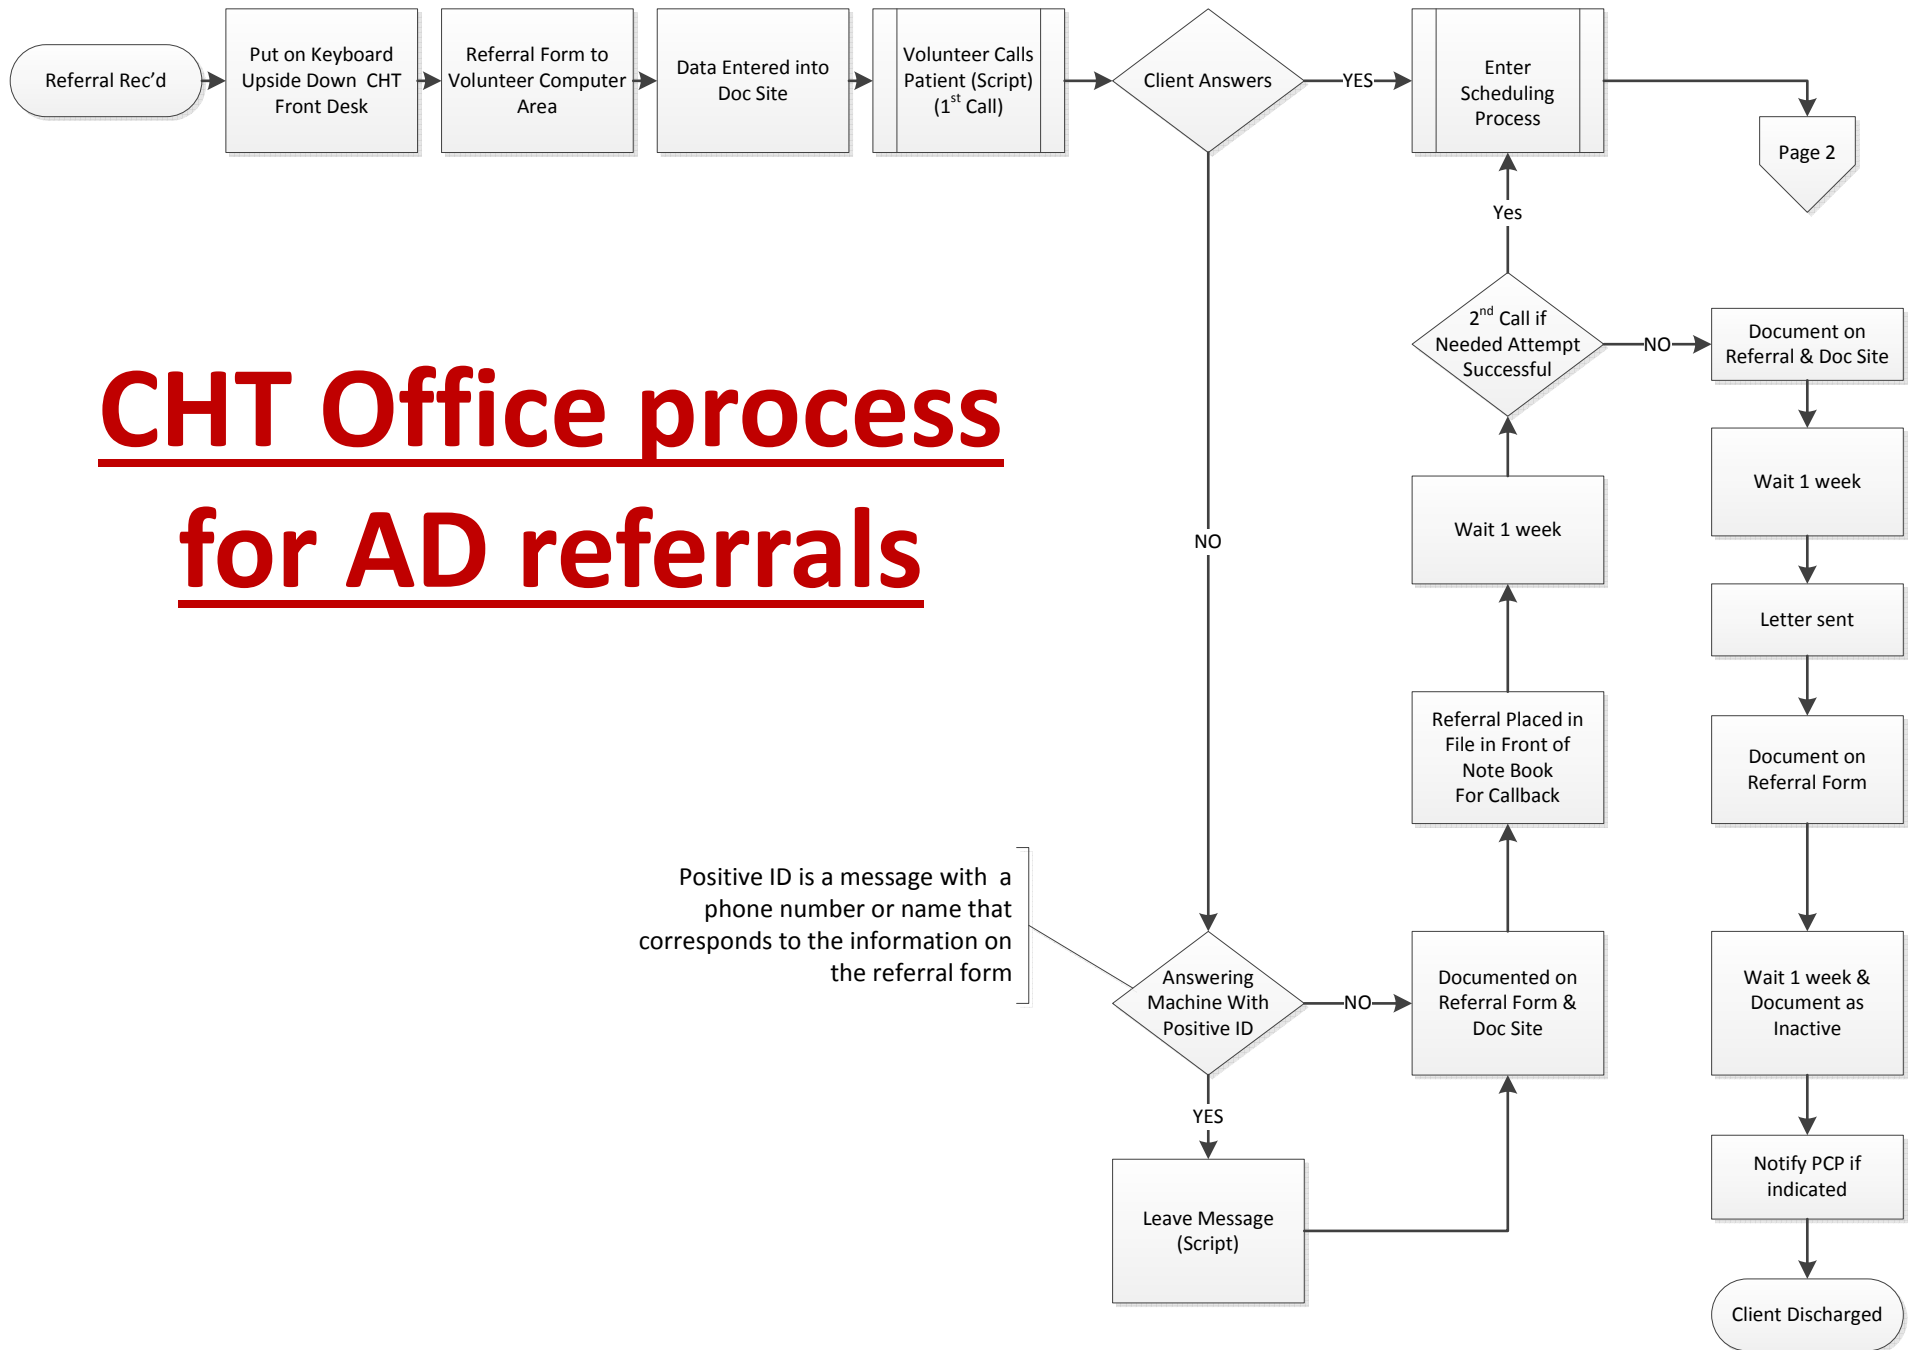 Referral Rec’d
Put on Keyboard
Upside Down CHT
Front Desk
Referral Form to
Volunteer Computer
Area
Data Entered into
Doc Site
Volunteer Calls
Patient (Script)
(1st Call)
Client Answers
YES
Enter
Scheduling
Process
Page 2
Yes
2nd Call if
Needed Attempt
Successful
NO
Document on
Referral & Doc Site
CHT Office process
for AD referrals
Wait 1 week
Wait 1 week
NO
Letter sent
Referral Placed in
File in Front of
Note Book
For Callback
Document on
Referral Form
Positive ID is a message with a
phone number or name that
corresponds to the information on
the referral form
Answering
Machine With
Positive ID
NO
Documented on
Referral Form &
Doc Site
Wait 1 week &
Document as
Inactive
YES
Leave Message
(Script)
Notify PCP if
indicated
Client Discharged